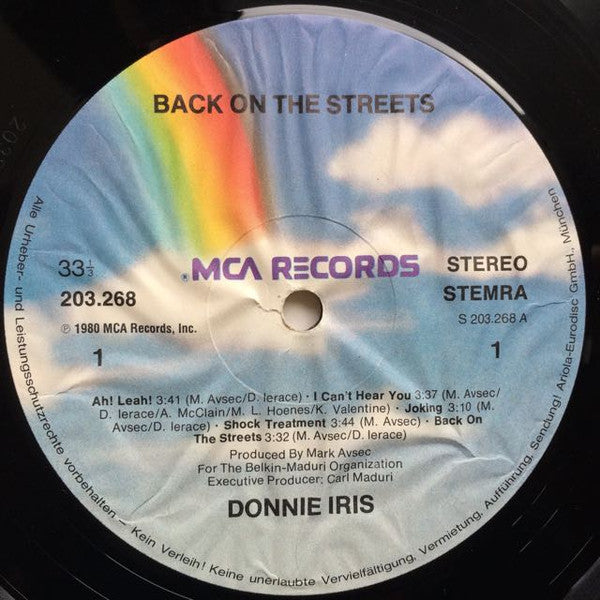 BACK ON THE STREETS
33⅓
203.268
℗ 1980 MCA Records, Inc.
1
® MCA RECORDS
STEREO
STEMRA
S 203.268 A
1
Ah! Leah! 3:41 (M. Avsec/D. Ierace) · I Can't Hear You 3:37 (M. Avsec/
D. Ierace/A. McClain/M. L. Hoenes/K. Valentine) · Joking 3:10 (M.
Avsec/D. Ierace) · Shock Treatment 3:44 (M. Avsec) · Back On
The Streets 3:32 (M. Avsec/D. Ierace)
Produced By Mark Avsec
For The Belkin-Maduri Organization
Executive Producer: Carl Maduri
DONNIE IRIS
Alle Urheber- und Leistungsschutzrechte vorbehalten – Kein Verleih! Keine unerlaubte Vervielfältigung, Vermietung, Aufführung, Sendung! Ariola-Eurodisc GmbH., München